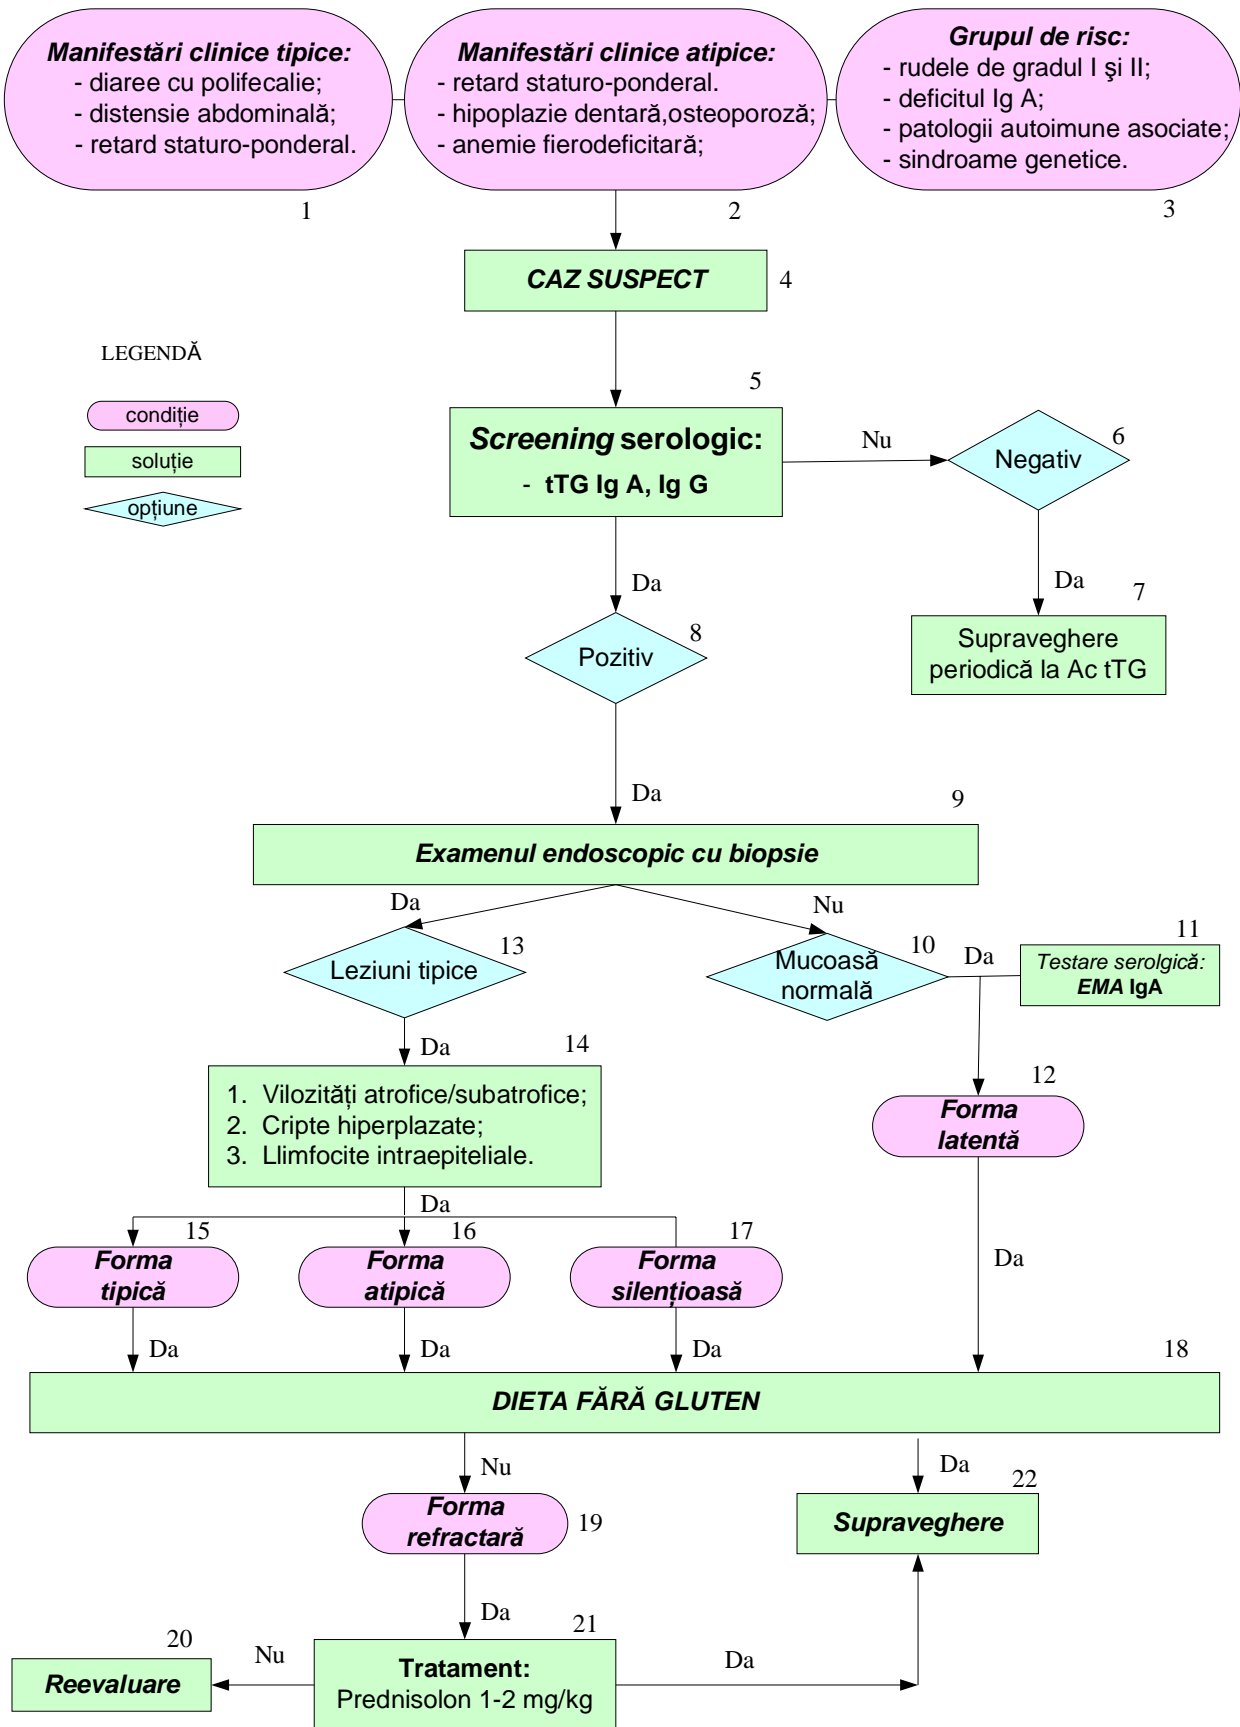 Manifestări clinice tipice:
- diaree cu polifecalie;
- distensie abdominală;
- retard staturo-ponderal.
1
Manifestări clinice atipice:
- retard staturo-ponderal.
- hipoplazie dentară,osteoporoză;
- anemie fierodeficitară;
2
Grupul de risc:
- rudele de gradul I şi II;
- deficitul Ig A;
- patologii autoimune asociate;
- sindroame genetice.
3
CAZ SUSPECT
4
LEGENDĂ
condiție
soluție
opțiune
5
Screening serologic:
- tTG Ig A, Ig G
Nu
6
Negativ
Da
7
Supraveghere
periodică la Ac tTG
Da
8
Pozitiv
Da
9
Examenul endoscopic cu biopsie
Da
Nu
13
Leziuni tipice
10
Mucoasă
normală
Da
11
Testare serolgică:
EMA IgA
Da
14
1. Vilozități atrofice/subatrofice;
2. Cripte hiperplazate;
3. Llimfocite intraepiteliale.
12
Forma
latentă
Da
15
Forma
tipică
16
Forma
atipică
17
Forma
silențioasă
Da
Da
Da
Da
18
DIETA FĂRĂ GLUTEN
Nu
Da
Forma
refractară
19
22
Supraveghere
Da
21
20
Reevaluare
Nu
Tratament:
Prednisolon 1-2 mg/kg
Da